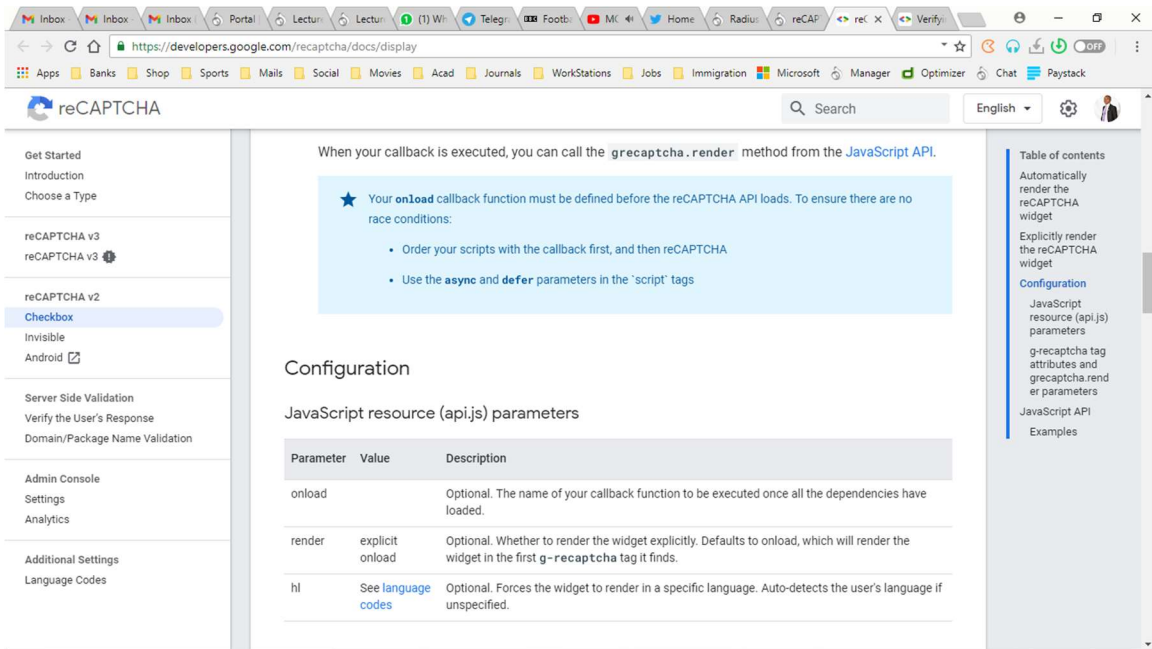 Inbox
Inbox
Inbox
Portal
Lectur
Lectur
(1) Wh
Telegr
Footb
MC
Home
Radius
reCAP
reC
Verifyi
https://developers.google.com/recaptcha/docs/display
OFF
Apps Banks Shop Sports Mails Social Movies Acad Journals WorkStations Jobs Immigration Microsoft Manager Optimizer Chat Paystack
reCAPTCHA
Search
English
Get Started
Introduction
Choose a Type
reCAPTCHA v3
reCAPTCHA v3
reCAPTCHA v2
Checkbox
Invisible
Android
Server Side Validation
Verify the User's Response
Domain/Package Name Validation
Admin Console
Settings
Analytics
Additional Settings
Language Codes
When your callback is executed, you can call the grecaptcha.render method from the JavaScript API.
Your onload callback function must be defined before the reCAPTCHA API loads. To ensure there are no
race conditions:
• Order your scripts with the callback first, and then reCAPTCHA
• Use the async and defer parameters in the `script` tags
Configuration
JavaScript resource (api.js) parameters
Parameter Value Description
onload Optional. The name of your callback function to be executed once all the dependencies have
loaded.
render explicit Optional. Whether to render the widget explicitly. Defaults to onload, which will render the
onload widget in the first g-recaptcha tag it finds.
hl See language Optional. Forces the widget to render in a specific language. Auto-detects the user's language if
codes unspecified.
Table of contents
Automatically
render the
reCAPTCHA
widget
Explicitly render
the reCAPTCHA
widget
Configuration
JavaScript
resource (api.js)
parameters
g-recaptcha tag
attributes and
grecaptcha.rend
er parameters
JavaScript API
Examples